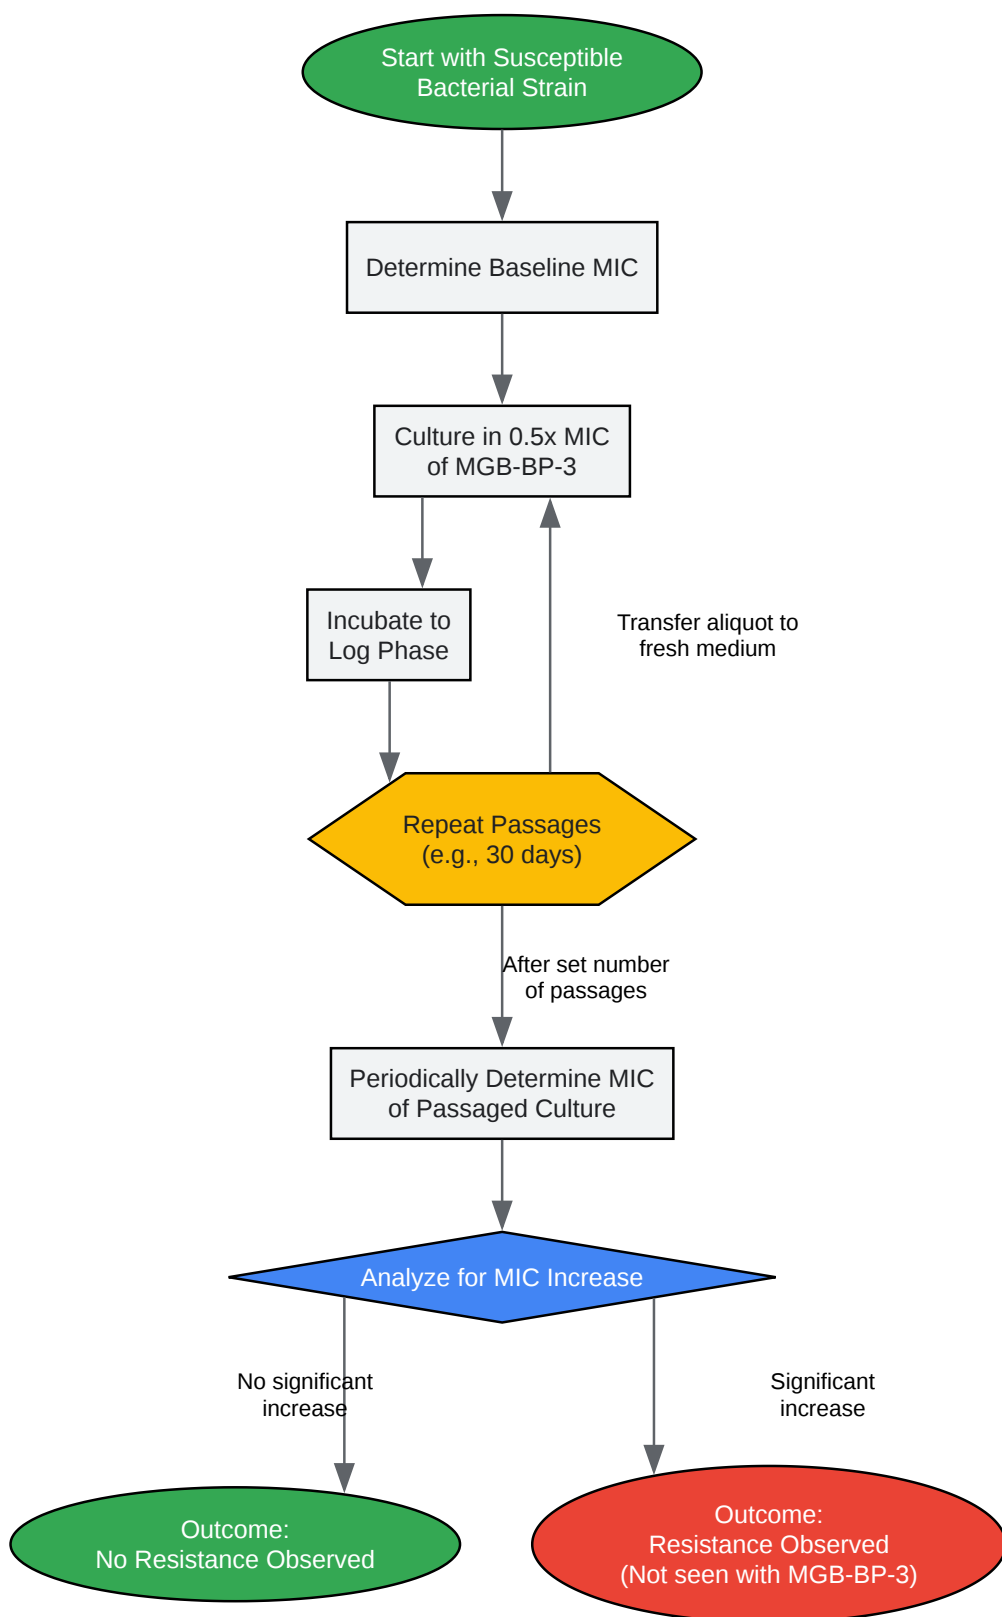 Start with Susceptible
Bacterial Strain
Determine Baseline MIC
Culture in 0.5x MIC
of MGB-BP-3
Incubate to
Log Phase
Transfer aliquot to
fresh medium
Repeat Passages
(e.g., 30 days)
After set number
of passages
Periodically Determine MIC
of Passaged Culture
Analyze for MIC Increase
No significant
increase
Significant
increase
Outcome:
No Resistance Observed
Outcome:
Resistance Observed
(Not seen with MGB-BP-3)